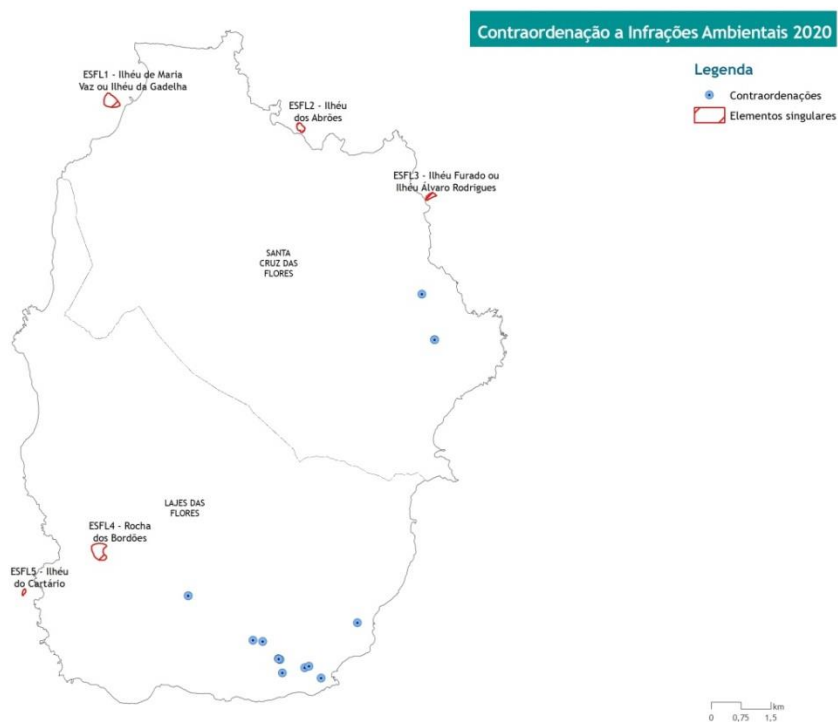 Contraordenação a Infrações Ambientais 2020
Legenda
Contraordenações
Elementos singulares
ESFL1 - Ilhéu de Maria
Vaz ou Ilhéu da Gadelha
ESFL2 - Ilhéu
dos Abrões
ESFL3 - Ilhéu Furado ou
Ilhéu Álvaro Rodrigues
SANTA
CRUZ DAS
FLORES
LAJES DAS
FLORES
ESFL4 - Rocha
dos Bordões
ESFL5 - Ilhéu
do Cartário
km
0 0,75 1,5